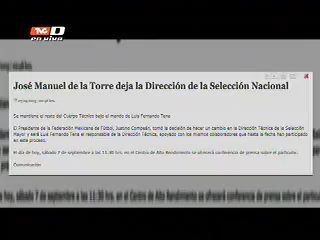 TVC D
en vivo
José Manuel de la Torre deja la Dirección de la Selección Nacional
Se mantiene el resto del Cuerpo Técnico bajo el mando de Luis Fernando Tena
El Presidente de la Federación Mexicana de Fútbol, Justino Compeán, tomó la decisión de hacer un cambio en la Dirección Técnica de la Selección
Mayor y será Luis Fernando Tena el responsable de la Dirección Técnica, apoyado con los mismos colaboradores que hasta la fecha han participado
en este proceso.
El día de hoy, sábado 7 de septiembre a las 11:30 hrs. en el Centro de Alto Rendimiento se ofrecerá conferencia de prensa sobre el particular.
Comunicación